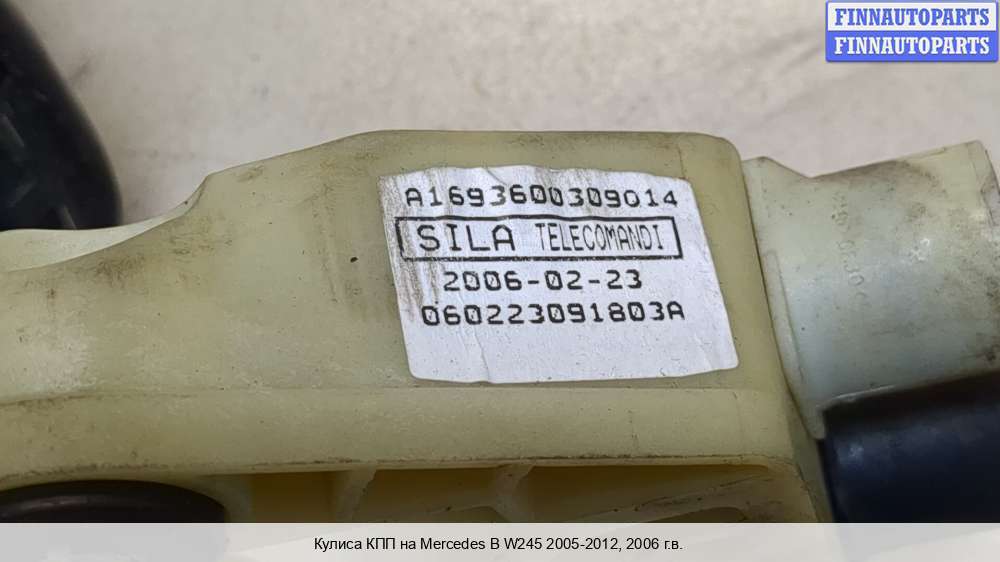 FINNAUTOPARTS
FINNAUTOPARTS
A1693600309014
SILA TELECOMANDI
2006-02-23
060223091803A
Кулиса КПП на Mercedes B W245 2005-2012, 2006 г.в.